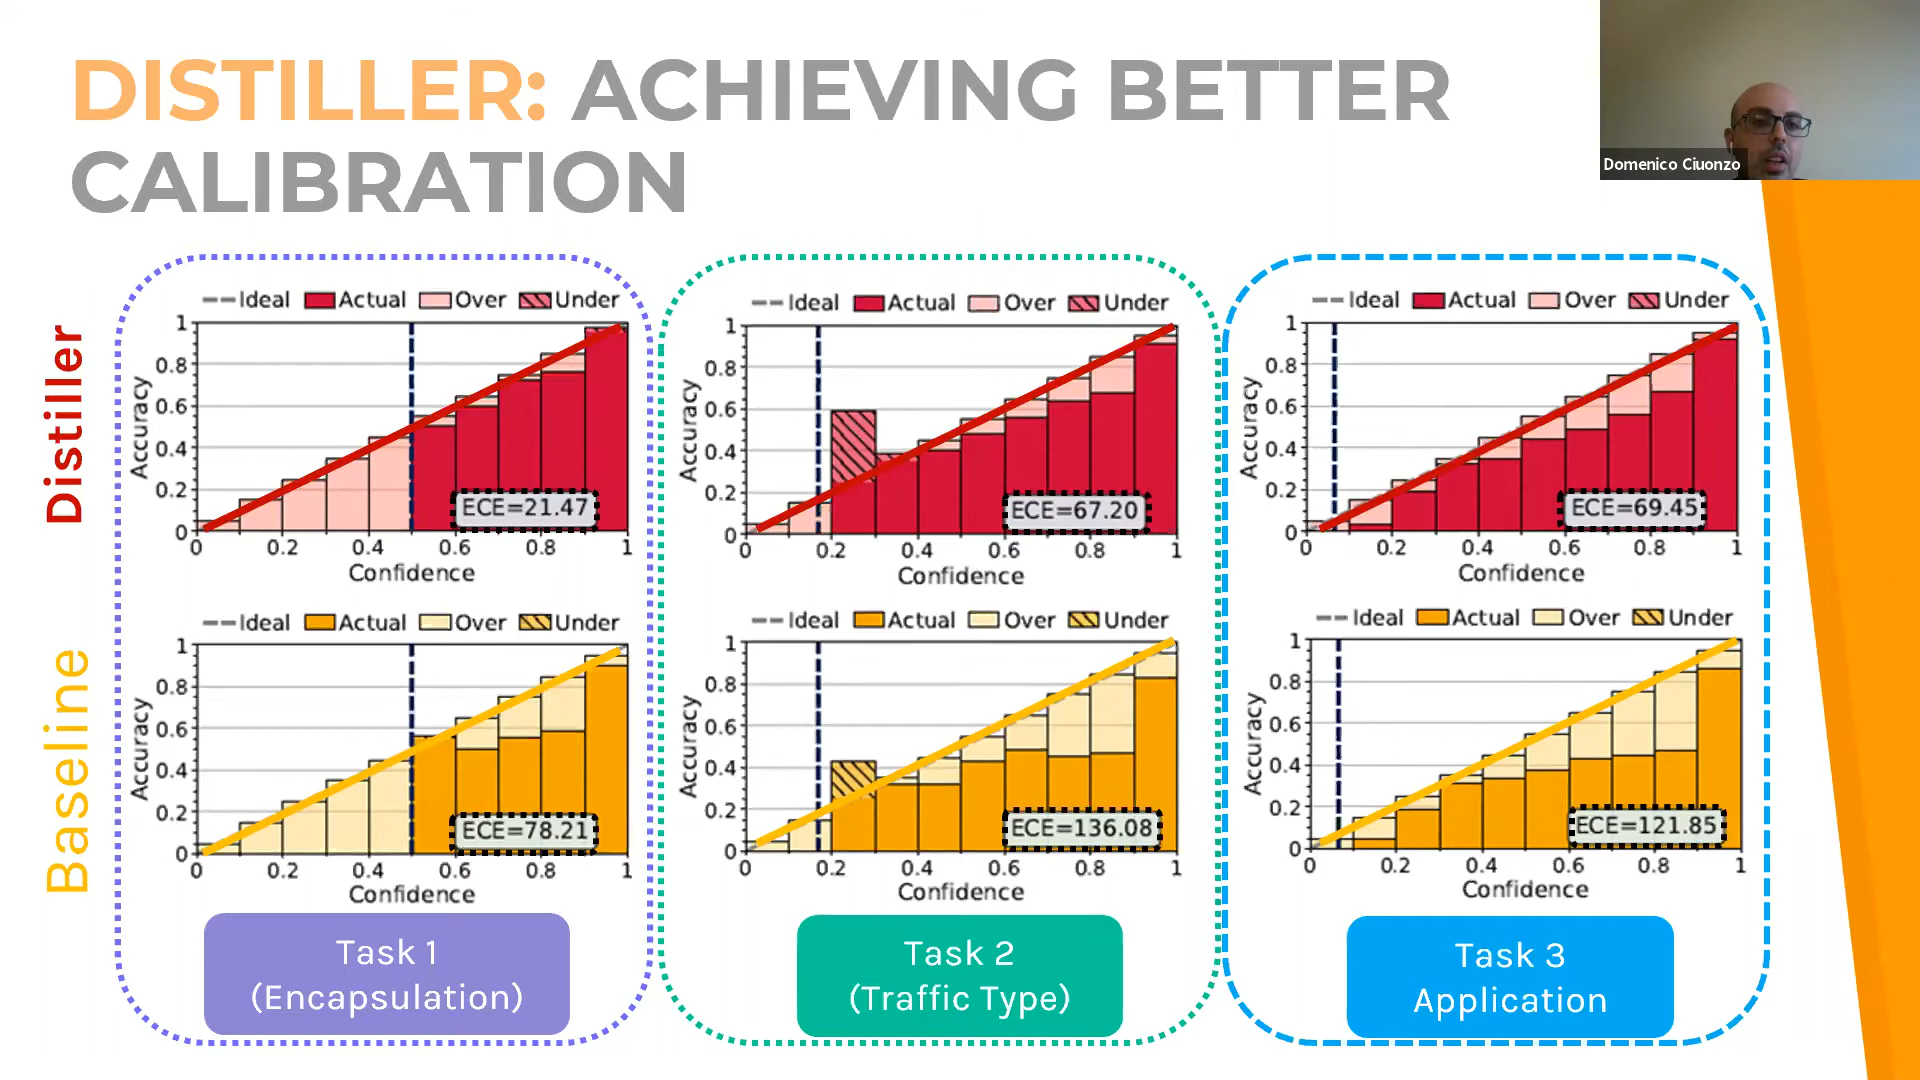 DISTILLER: ACHIEVING BETTER
CALIBRATION
Domenico Ciuonzo
Distiller
Baseline
Ideal Actual Over Under
1
0.8
0.6
0.4
0.2
0
Accuracy
ECE=21.47
0 0.2 0.4 0.6 0.8 1
Confidence
Ideal Actual Over Under
1
0.8
0.6
0.4
0.2
0
Accuracy
ECE=67.20
0 0.2 0.4 0.6 0.8 1
Confidence
Ideal Actual Over Under
1
0.8
0.6
0.4
0.2
0
Accuracy
ECE=69.45
0 0.2 0.4 0.6 0.8 1
Confidence
Ideal Actual Over Under
1
0.8
0.6
0.4
0.2
0
Accuracy
ECE=78.21
0 0.2 0.4 0.6 0.8 1
Confidence
Ideal Actual Over Under
1
0.8
0.6
0.4
0.2
0
Accuracy
ECE=136.08
0 0.2 0.4 0.6 0.8 1
Confidence
Ideal Actual Over Under
1
0.8
0.6
0.4
0.2
0
Accuracy
ECE=121.85
0 0.2 0.4 0.6 0.8 1
Confidence
Task 1
(Encapsulation)
Task 2
(Traffic Type)
Task 3
Application